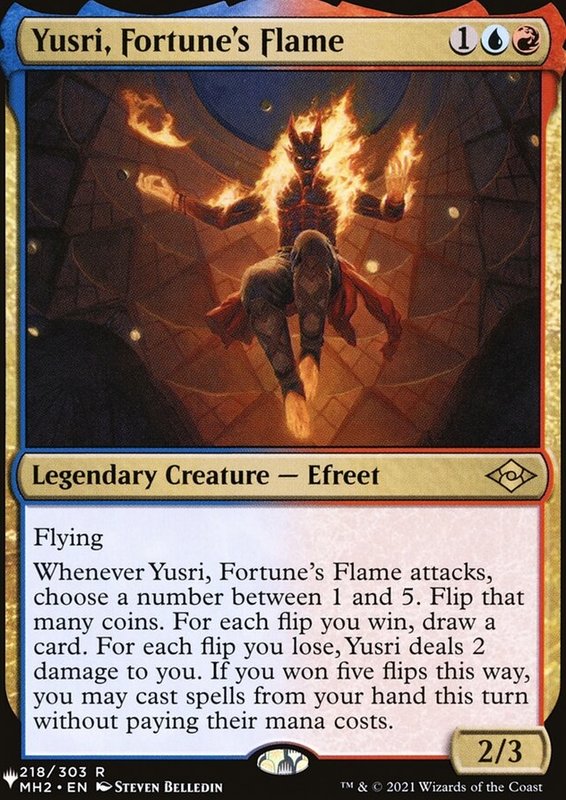 Yusri, Fortune's Flame 1
Legendary Creature — Efreet
Flying
Whenever Yusri, Fortune's Flame attacks,
choose a number between 1 and 5. Flip that
many coins. For each flip you win, draw a
card. For each flip you lose, Yusri deals 2
damage to you. If you won five flips this way,
you may cast spells from your hand this turn
without paying their mana costs.
2/3
218/303 R
MH2 • EN Steven Belledin
™ & © 2021 Wizards of the Coast